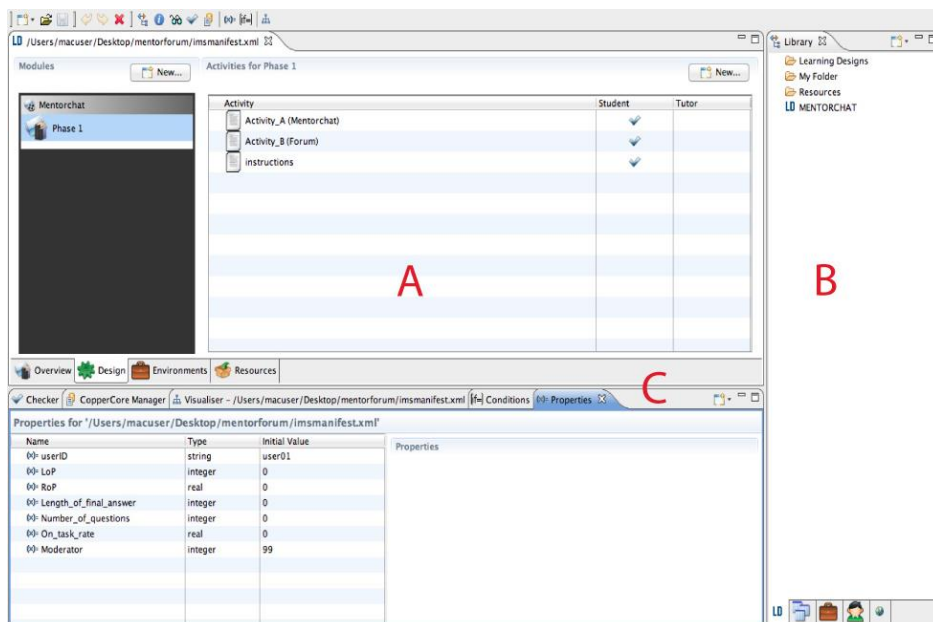 LD /Users/macuser/Desktop/mentorforum/imsmanifest.xml
Modules
New...
Activities for Phase 1
New...
Mentorchat
Phase 1
Activity Student Tutor
Activity_A (Mentorchat)
Activity_B (Forum)
instructions
A
Overview Design Environments Resources
Library
Learning Designs
My Folder
Resources
LD MENTORCHAT
B
LD
C
Checker CopperCore Manager Visualiser - /Users/macuser/Desktop/mentorforum/imsmanifest.xml [if=] Conditions (x)= Properties
Properties for '/Users/macuser/Desktop/mentorforum/imsmanifest.xml'
Name Type Initial Value
(x)= userID string user01
(x)= LoP integer 0
(x)= RoP real 0
(x)= Length_of_final_answer integer 0
(x)= Number_of_questions integer 0
(x)= On_task_rate real 0
(x)= Moderator integer 99
Properties